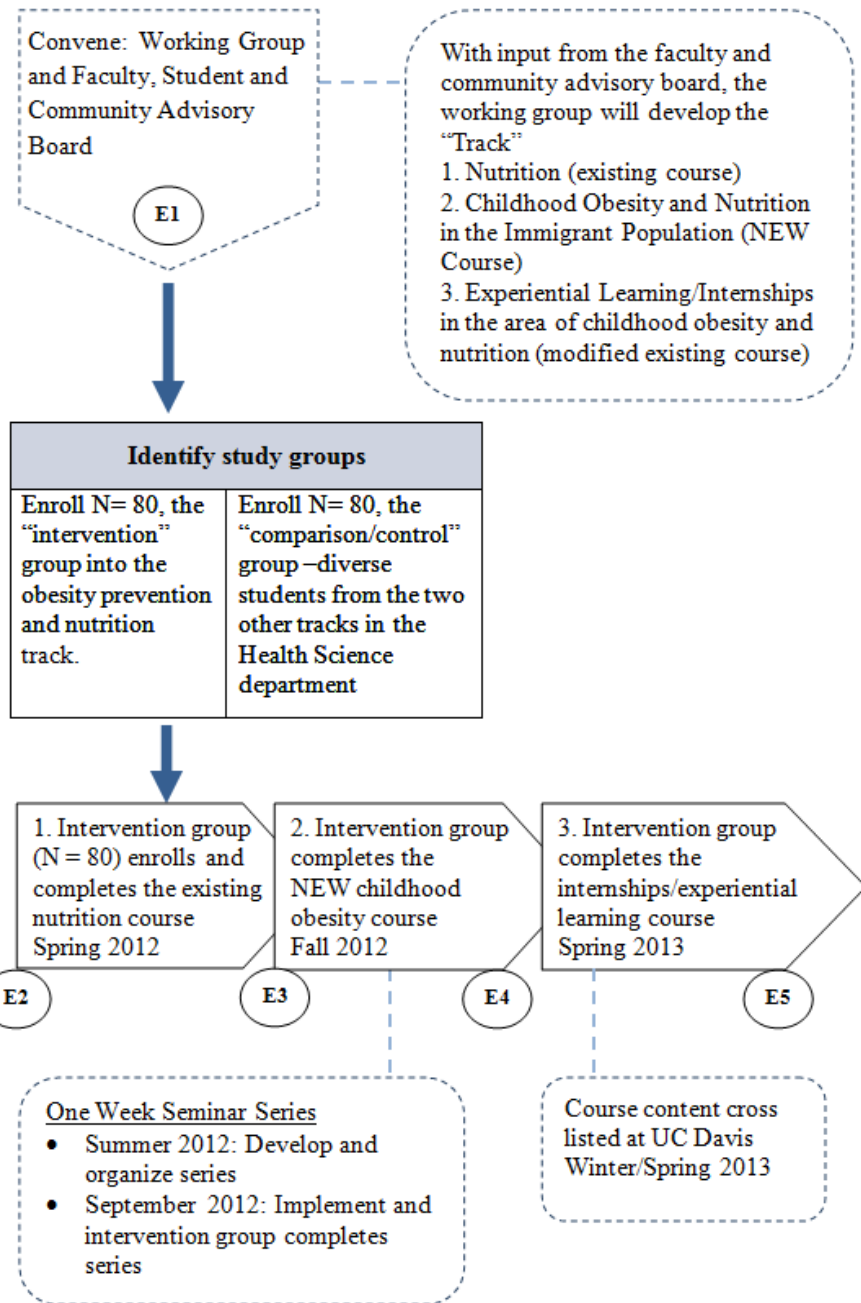 Convene: Working Group
and Faculty, Student and
Community Advisory
Board
E1
With input from the faculty and
community advisory board, the
working group will develop the
“Track”
1. Nutrition (existing course)
2. Childhood Obesity and Nutrition
in the Immigrant Population (NEW
Course)
3. Experiential Learning/Internships
in the area of childhood obesity and
nutrition (modified existing course)
Identify study groups
Enroll N= 80, the
“intervention”
group into the
obesity prevention
and nutrition
track.
Enroll N= 80, the
“comparison/control”
group –diverse
students from the two
other tracks in the
Health Science
department
1. Intervention group
(N = 80) enrolls and
completes the existing
nutrition course
Spring 2012
2. Intervention group
completes the
NEW childhood
obesity course
Fall 2012
3. Intervention group
completes the
internships/experiential
learning course
Spring 2013
E2
E3
E4
E5
One Week Seminar Series
• Summer 2012: Develop and
organize series
• September 2012: Implement and
intervention group completes
series
Course content cross
listed at UC Davis
Winter/Spring 2013